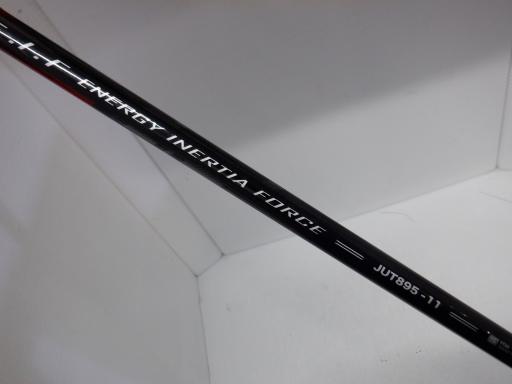 .I.F ENERGY INERTIA FORCE JUT895-11